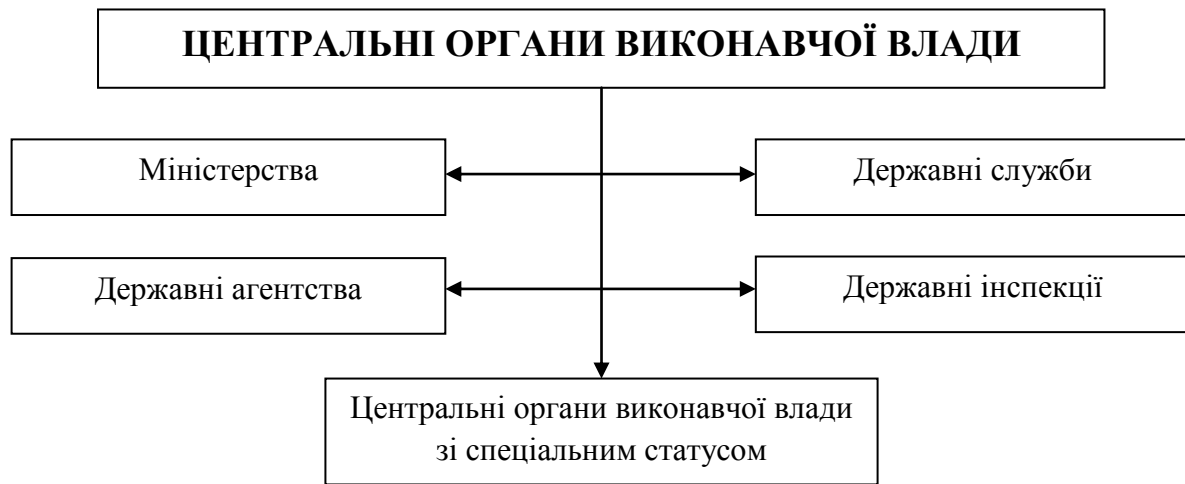 ЦЕНТРАЛЬНІ ОРГАНИ ВИКОНАВЧОЇ ВЛАДИ
Міністерства
Державні служби
Державні агентства
Державні інспекції
Центральні органи виконавчої влади
зі спеціальним статусом